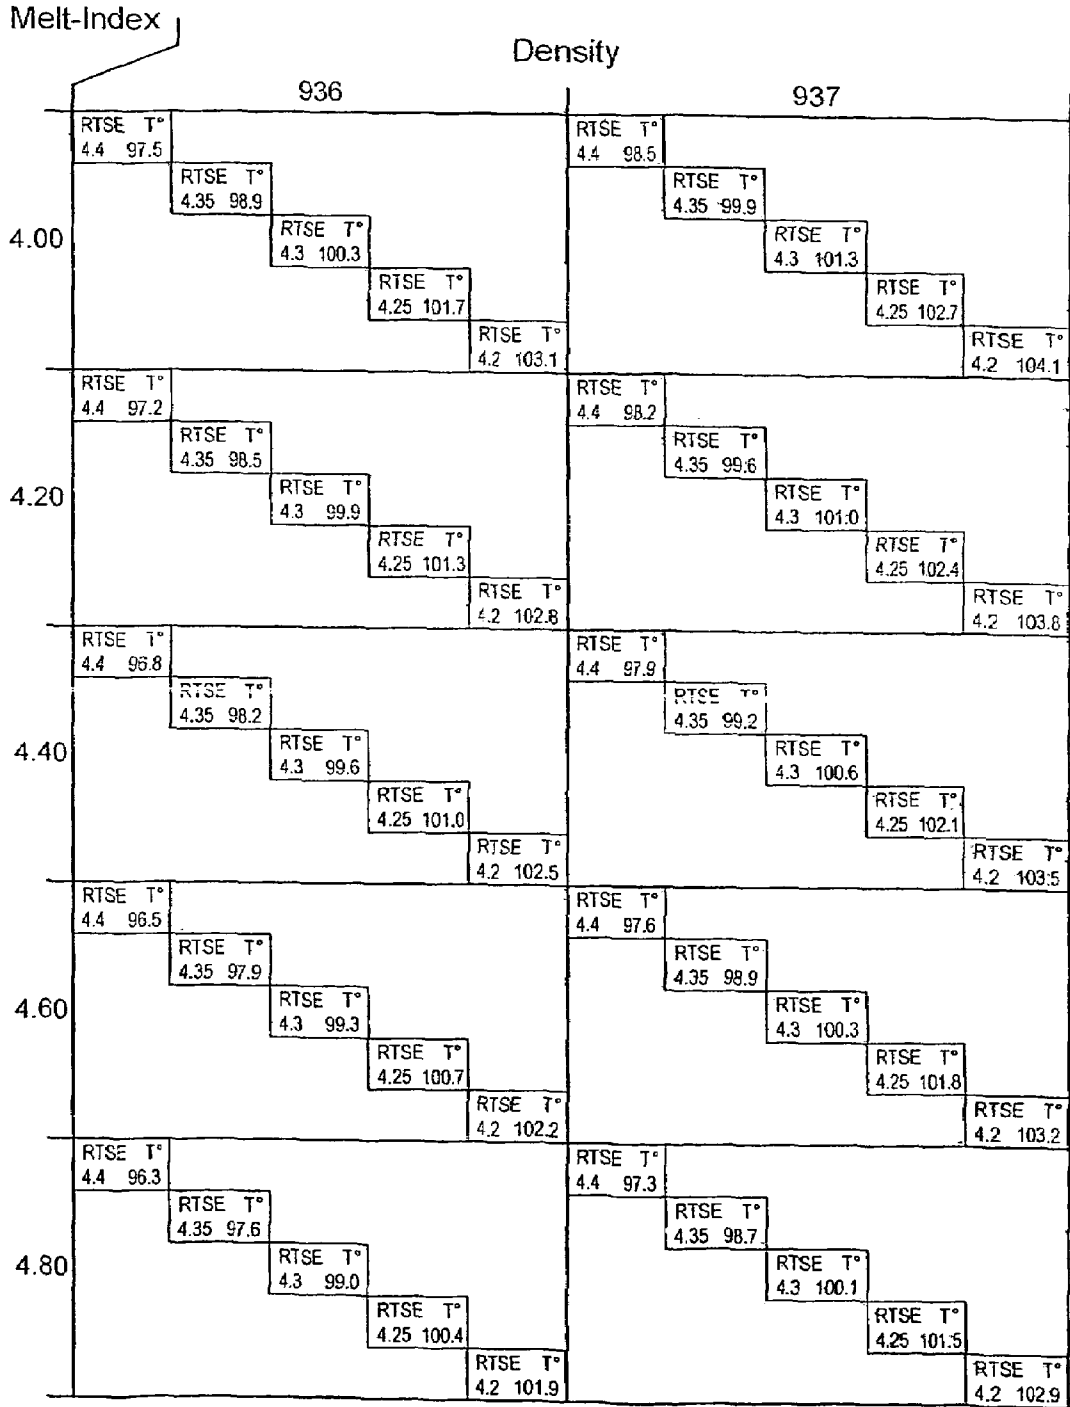 Melt-Index
Density
936
937
4.00
RTSE T°
4.4 97.5
RTSE T°
4.35 98.9
RTSE T°
4.3 100.3
RTSE T°
4.25 101.7
RTSE T°
4.2 103.1
RTSE T°
4.4 98.5
RTSE T°
4.35 99.9
RTSE T°
4.3 101.3
RTSE T°
4.25 102.7
RTSE T°
4.2 104.1
4.20
RTSE T°
4.4 97.2
RTSE T°
4.35 98.5
RTSE T°
4.3 99.9
RTSE T°
4.25 101.3
RTSE T°
4.2 102.8
RTSE T°
4.4 98.2
RTSE T°
4.35 99.6
RTSE T°
4.3 101.0
RTSE T°
4.25 102.4
RTSE T°
4.2 103.8
4.40
RTSE T°
4.4 96.8
RTSE T°
4.35 98.2
RTSE T°
4.3 99.6
RTSE T°
4.25 101.0
RTSE T°
4.2 102.5
RTSE T°
4.4 97.9
RTSE T°
4.35 99.2
RTSE T°
4.3 100.6
RTSE T°
4.25 102.1
RTSE T°
4.2 103.5
4.60
RTSE T°
4.4 96.5
RTSE T°
4.35 97.9
RTSE T°
4.3 99.3
RTSE T°
4.25 100.7
RTSE T°
4.2 102.2
RTSE T°
4.4 97.6
RTSE T°
4.35 98.9
RTSE T°
4.3 100.3
RTSE T°
4.25 101.8
RTSE T°
4.2 103.2
4.80
RTSE T°
4.4 96.3
RTSE T°
4.35 97.6
RTSE T°
4.3 99.0
RTSE T°
4.25 100.4
RTSE T°
4.2 101.9
RTSE T°
4.4 97.3
RTSE T°
4.35 98.7
RTSE T°
4.3 100.1
RTSE T°
4.25 101.5
RTSE T°
4.2 102.9